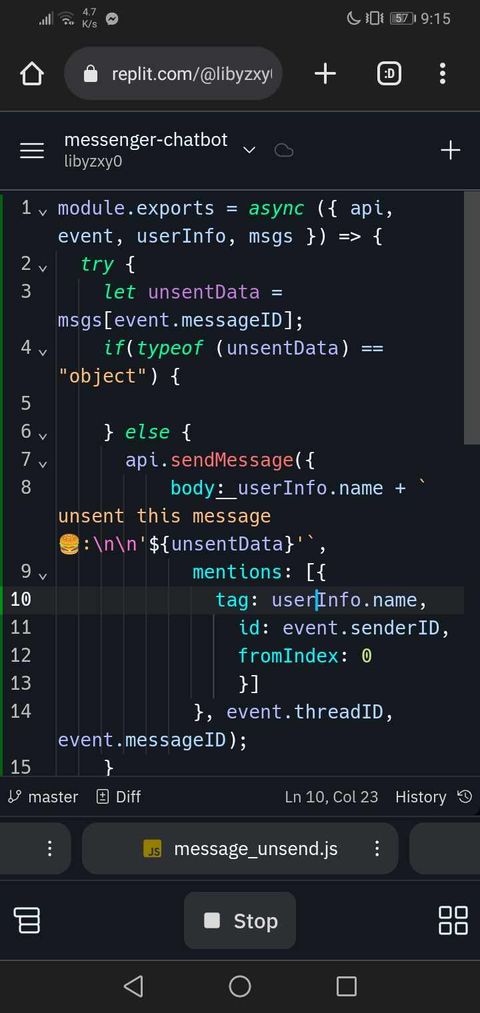 4.7
K/s
57
9:15
replit.com/@libyzxy
:D
messenger-chatbot
libyzxy0
1 module.exports = async ({ api,
event, userInfo, msgs }) => {
2 try {
3 let unsentData =
msgs[event.messageID];
4 if(typeof (unsentData) ==
"object") {
5
6 } else {
7 api.sendMessage({
8 body: userInfo.name + `
unsent this message
🍔:\n\n'${unsentData}'`,
9 mentions: [{
10 tag: userInfo.name,
11 id: event.senderID,
12 fromIndex: 0
13 }]
14 }, event.threadID,
event.messageID);
15 }
master
Diff
Ln 10, Col 23
History
JS
message_unsend.js
Stop